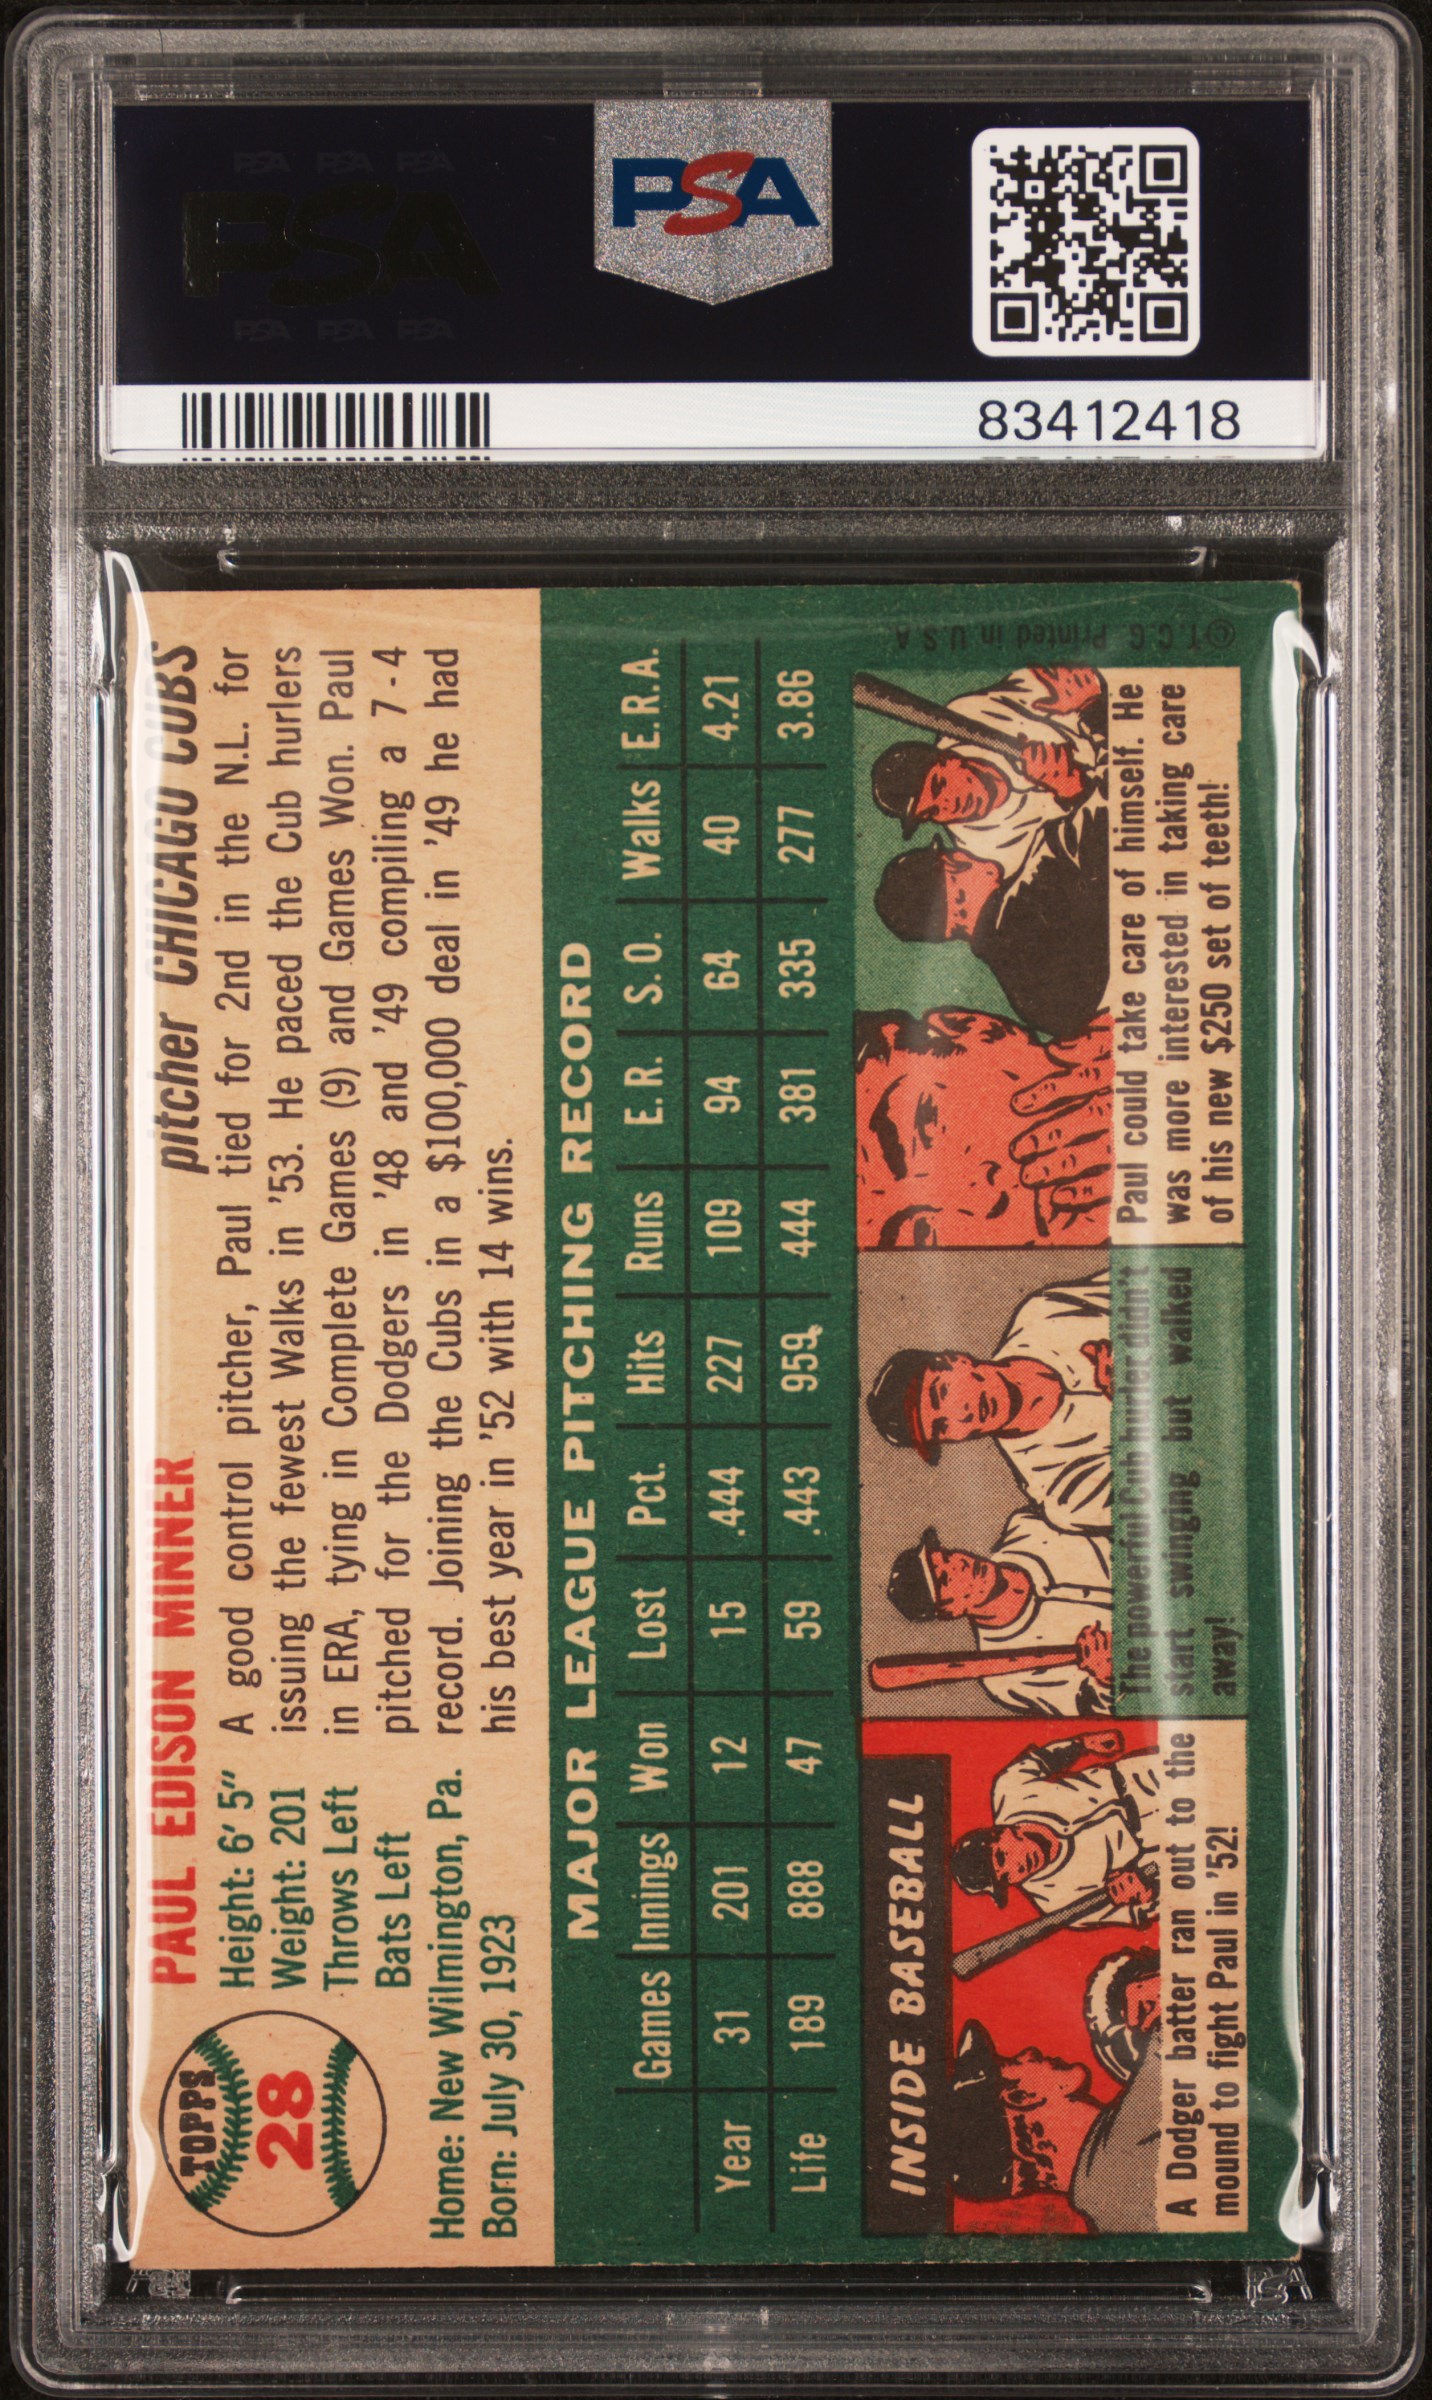 PSA PSA PSA
PSA
PSA PSA PSA
PSA
83412418
TOPPS
28
PAUL EDISON MINNER
pitcher CHICAGO CUBS
Height: 6' 5"
Weight: 201
Throws Left
Bats Left
Home: New Wilmington, Pa.
Born: July 30, 1923
A good control pitcher, Paul tied for 2nd in the N.L. for
issuing the fewest Walks in '53. He paced the Cub hurlers
in ERA, tying in Complete Games (9) and Games Won. Paul
pitched for the Dodgers in '48 and '49 compiling a 7-4
record. Joining the Cubs in a $100,000 deal in '49 he had
his best year in '52 with 14 wins.
MAJOR LEAGUE PITCHING RECORD
Games Innings Won Lost Pct. Hits Runs E. R. S. O. Walks E.R.A.
Year 31 201 12 15 .444 227 109 94 64 40 4.21
Life 189 888 47 59 .443 959 444 381 335 277 3.86
INSIDE BASEBALL
A Dodger batter ran out to the
mound to fight Paul in '52!
The powerful Cub hurler didn't
start swinging but walked
away!
Paul could take care of himself. He
was more interested in taking care
of his new $250 set of teeth!
©T.C.G. Printed in U.S.A
PSA